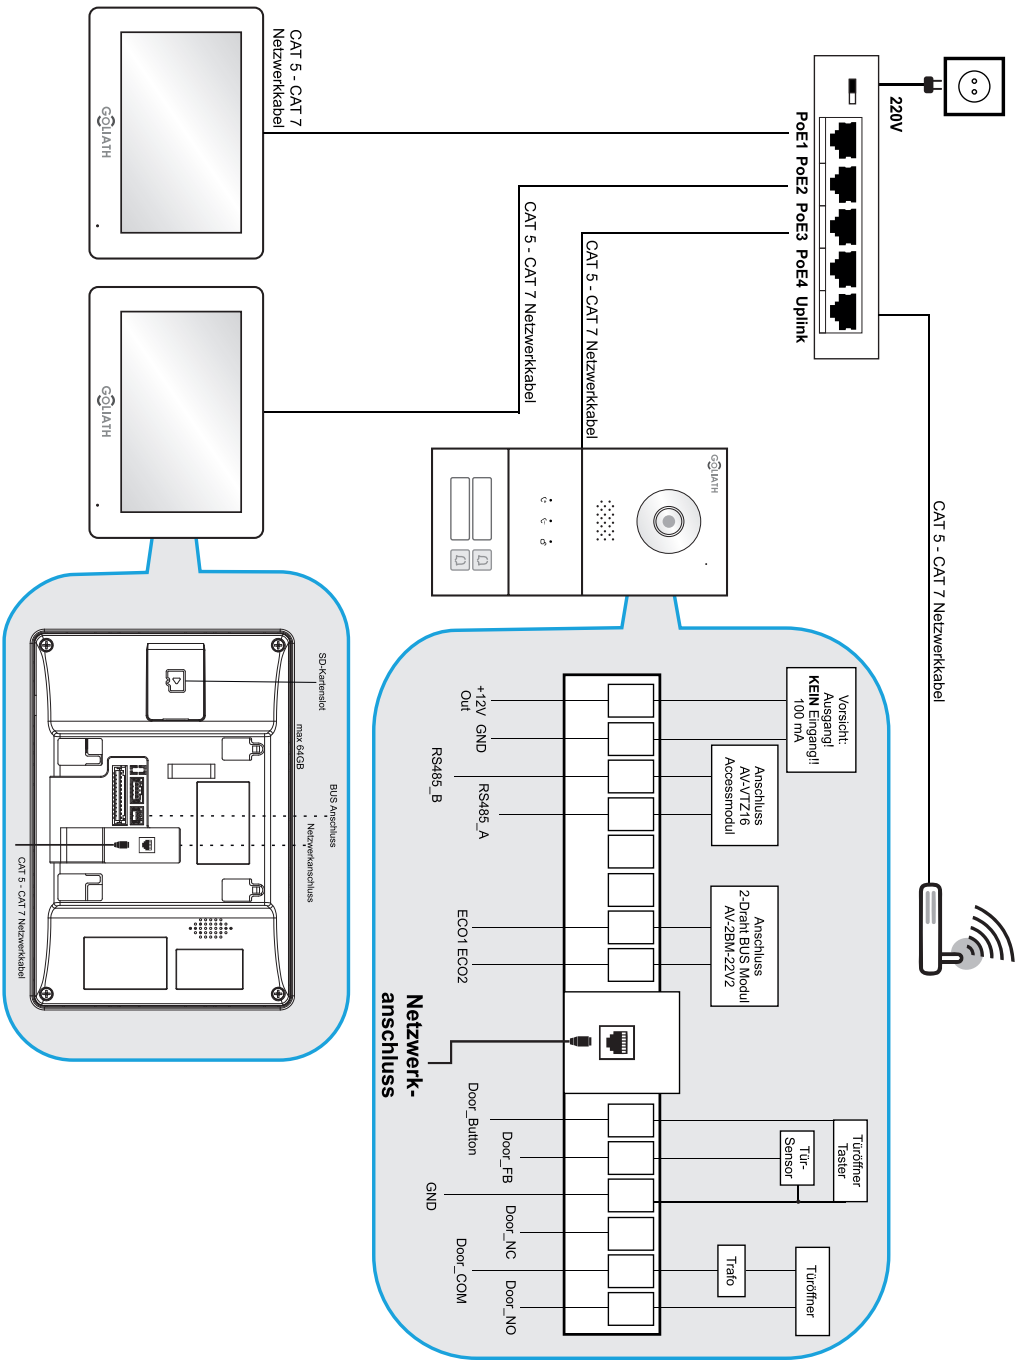 220V
PoE1 PoE2 PoE3 PoE4 Uplink
CAT 5 - CAT 7
Netzwerkkabel
CAT 5 - CAT 7 Netzwerkkabel
CAT 5 - CAT 7 Netzwerkkabel
CAT 5 - CAT 7 Netzwerkkabel
GOLIATH
GOLIATH
GOLIATH
Vorsicht:
Ausgang!
KEIN Eingang!!
100 mA
Anschluss
AV-VTZ16
Accessmodul
Anschluss
2-Draht BUS Modul
AV-2BM-22V2
Türöffner
Taster
Tür-
Sensor
Türöffner
Trafo
+12V
Out
GND
RS485_B
RS485_A
ECO1 ECO2
Netzwerk-
anschluss
Door_Button
Door_FB
GND
Door_NC
Door_COM
Door_NO
SD-Kartenslot
max 64GB
BUS Anschluss
Netzwerkanschluss
CAT 5 - CAT 7 Netzwerkkabel